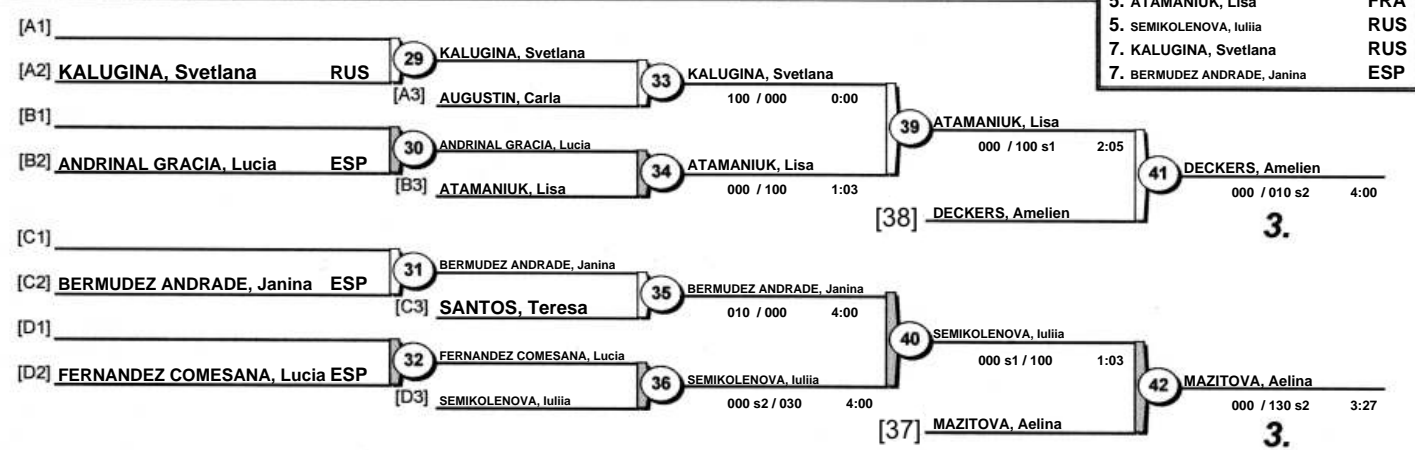 5. ATAMANIUK, Lisa FRA
5. SEMIKOLENOVA, Iuliia RUS
7. KALUGINA, Svetlana RUS
7. BERMUDEZ ANDRADE, Janina ESP
[A1]
[A2] KALUGINA, Svetlana RUS
29
KALUGINA, Svetlana
[A3] AUGUSTIN, Carla
33
KALUGINA, Svetlana
100 / 000 0:00
[B1]
[B2] ANDRINAL GRACIA, Lucia ESP
30
ANDRINAL GRACIA, Lucia
[B3] ATAMANIUK, Lisa
34
ATAMANIUK, Lisa
000 / 100 1:03
39
ATAMANIUK, Lisa
000 / 100 s1 2:05
[38] DECKERS, Amelien
41
DECKERS, Amelien
000 / 010 s2 4:00
3.
[C1]
[C2] BERMUDEZ ANDRADE, Janina ESP
31
BERMUDEZ ANDRADE, Janina
[C3] SANTOS, Teresa
35
BERMUDEZ ANDRADE, Janina
010 / 000 4:00
[D1]
[D2] FERNANDEZ COMESANA, Lucia ESP
32
FERNANDEZ COMESANA, Lucia
[D3] SEMIKOLENOVA, Iuliia
36
SEMIKOLENOVA, Iuliia
000 s2 / 030 4:00
40
SEMIKOLENOVA, Iuliia
000 s1 / 100 1:03
[37] MAZITOVA, Aelina
42
MAZITOVA, Aelina
000 / 130 s2 3:27
3.